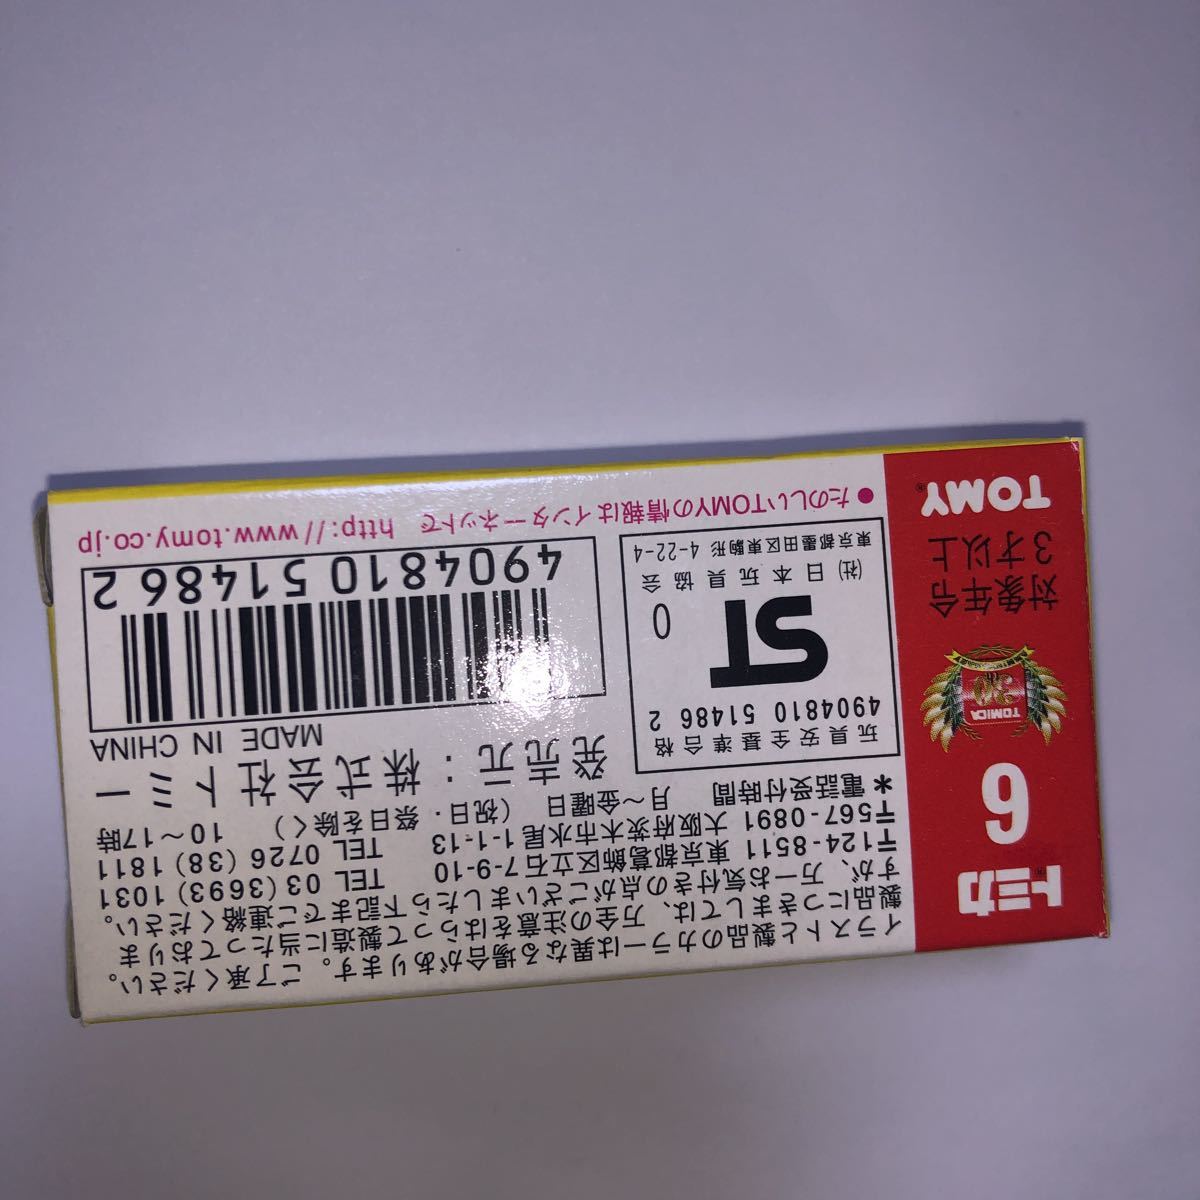 トミカ
6
TOMICA
30
対象年令
3才以上
TOMY
イラストと製品のカラーは異なる場合があります。ご了承ください。
製品につきましては、万全の注意をはらって製造に当たっております
すが、万一お気付きの点がございましたら下記までご連絡ください。
〒124-8511 東京都葛飾区立石7-9-10 TEL 03 (3693) 1031
〒567-0891 大阪府茨木市水尾1-1-13 TEL 0726 (38) 1811
＊電話受付時間 月～金曜日 (祝日・祭日を除く) 10～17時
発売元：株式会社トミー
MADE IN CHINA
玩具安全基準合格
4904810 51486 2
ST
0
(社)日本玩具協会
東京都墨田区東駒形 4-22-4
4904810 51486 2
●たのしいTOMYの情報はインターネットで http://www.tomy.co.jp